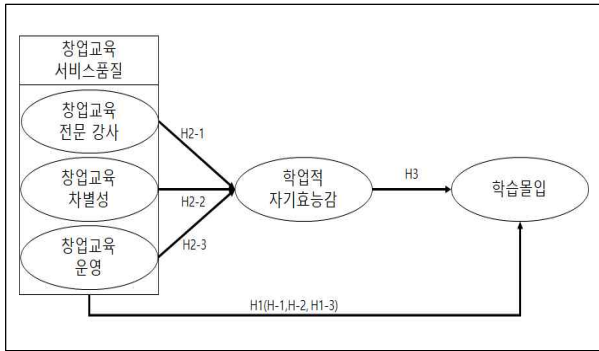 창업교육
서비스품질
창업교육
전문 강사
창업교육
차별성
창업교육
운영
H2-1
H2-2
H2-3
학업적
자기효능감
H3
학습몰입
H1(H-1,H-2, H1-3)